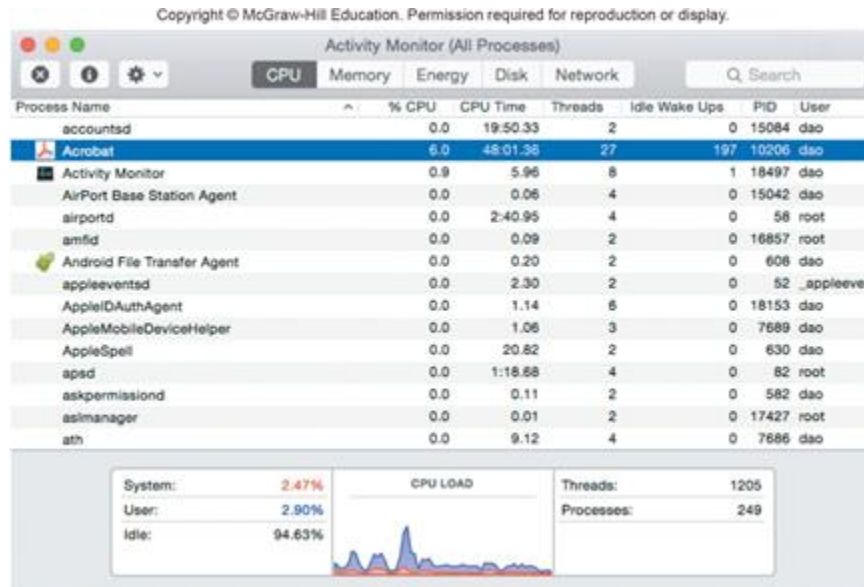 Copyright © McGraw-Hill Education. Permission required for reproduction or display.
Activity Monitor (All Processes)
CPU Memory Energy Disk Network Search
Process Name % CPU CPU Time Threads Idle Wake Ups PID User
accountsd 0.0 19:50.33 2 0 15084 dao
Acrobat 6.0 48:01.36 27 197 10206 dao
Activity Monitor 0.9 5.96 8 1 18497 dao
AirPort Base Station Agent 0.0 0.06 4 0 15042 dao
airportd 0.0 2:40.95 4 0 58 root
amfid 0.0 0.09 2 0 16857 root
Android File Transfer Agent 0.0 0.20 2 0 608 dao
appleeventsd 0.0 2.30 2 0 52 _appleeve
AppleIDAuthAgent 0.0 1.14 6 0 18153 dao
AppleMobileDeviceHelper 0.0 1.06 3 0 7689 dao
AppleSpell 0.0 20.82 2 0 630 dao
apsd 0.0 1:18.68 4 0 82 root
askpermissiond 0.0 0.11 2 0 582 dao
aslmanager 0.0 0.01 2 0 17427 root
ath 0.0 9.12 4 0 7686 dao
System: 2.47% CPU LOAD Threads: 1205
User: 2.90% Processes: 249
Idle: 94.63%